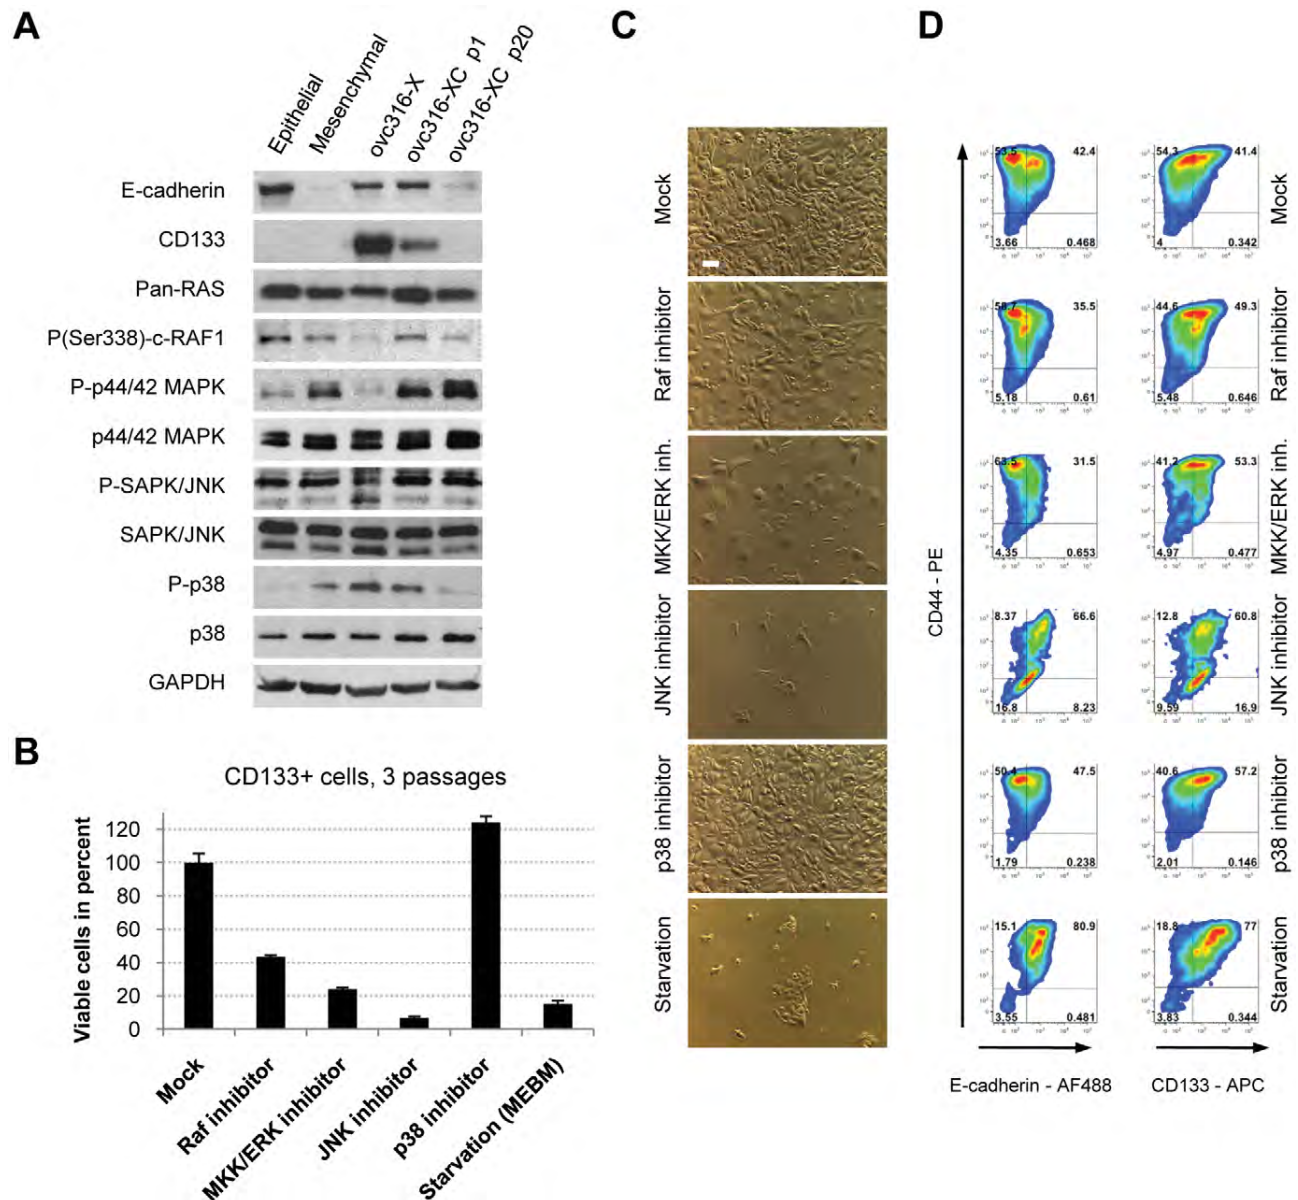 A
Epithelial
Mesenchymal
ovc316-X
ovc316-XC p1
ovc316-XC p20
E-cadherin
CD133
Pan-RAS
P(Ser338)-c-RAF1
P-p44/42 MAPK
p44/42 MAPK
P-SAPK/JNK
SAPK/JNK
P-p38
p38
GAPDH
B
CD133+ cells, 3 passages
Viable cells in percent
120
100
80
60
40
20
0
Mock
Raf inhibitor
MKK/ERK inhibitor
JNK inhibitor
p38 inhibitor
Starvation (MEBM)
C
Mock
Raf inhibitor
MKK/ERK inh.
JNK inhibitor
p38 inhibitor
Starvation
D
CD44 - PE
53.5 42.4
3.66 0.468
54.3 41.4
4 0.342
Mock
58.7 35.5
5.18 0.61
44.6 49.3
5.48 0.646
Raf inhibitor
63.5 31.5
4.35 0.653
41.2 53.3
4.97 0.477
MKK/ERK inh.
8.37 66.6
16.8 8.23
12.8 60.8
9.59 16.9
JNK inhibitor
50.4 47.5
1.79 0.238
40.6 57.2
2.01 0.146
p38 inhibitor
15.1 80.9
3.55 0.481
18.8 77
3.83 0.344
Starvation
E-cadherin - AF488
CD133 - APC